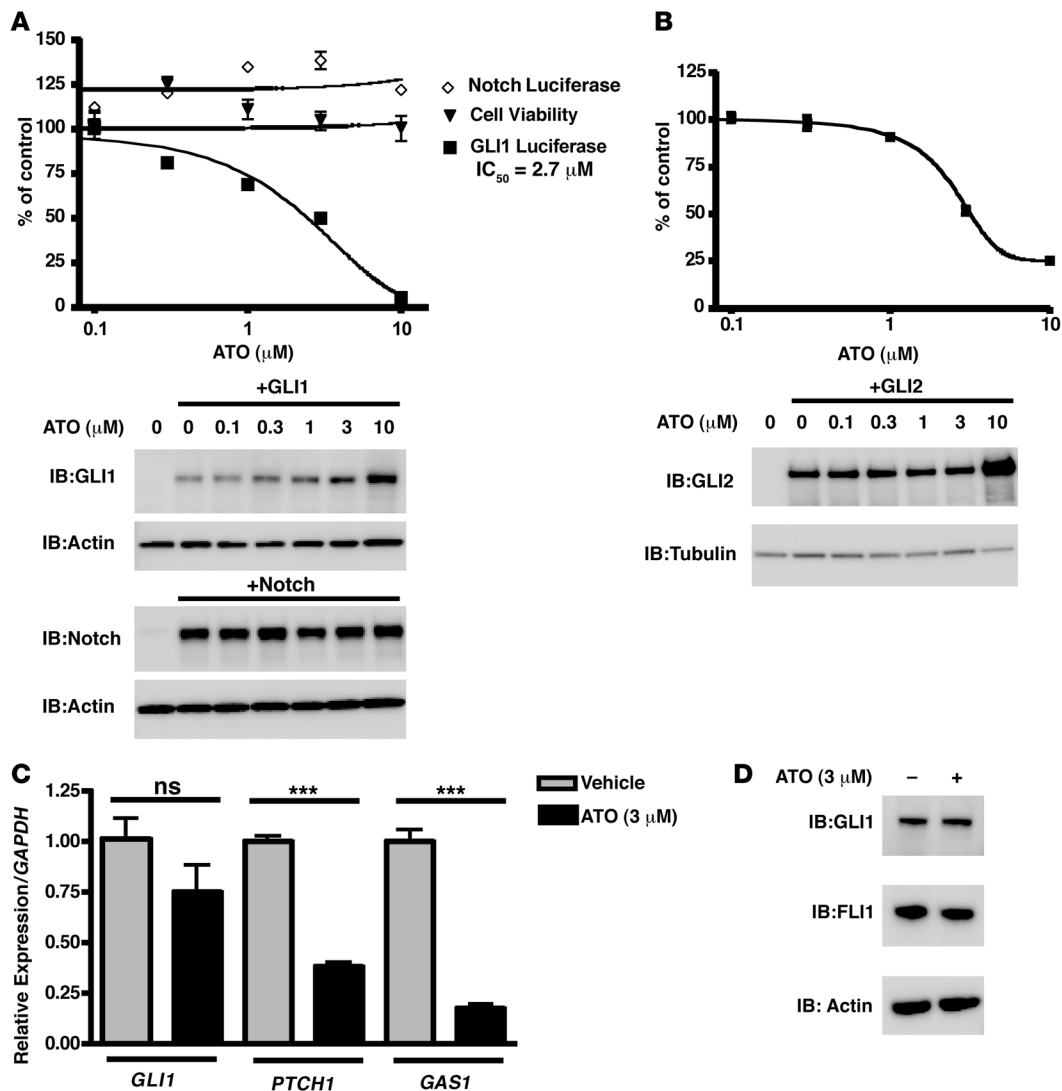 A
% of control
150
125
100
75
50
25
0
0.1 1 10
ATO (μM)
Notch Luciferase
Cell Viability
GLI1 Luciferase
IC50 = 2.7 μM
+GLI1
ATO (μM) 0 0 0.1 0.3 1 3 10
IB:GLI1
IB:Actin
+Notch
IB:Notch
IB:Actin
B
% of control
125
100
75
50
25
0
0.1 1 10
ATO (μM)
+GLI2
ATO (μM) 0 0 0.1 0.3 1 3 10
IB:GLI2
IB:Tubulin
C
Relative Expression/GAPDH
1.25
1.00
0.75
0.50
0.25
0.00
ns *** ***
GLI1 PTCH1 GAS1
Vehicle
ATO (3 μM)
D
ATO (3 μM) – +
IB:GLI1
IB:FLI1
IB: Actin